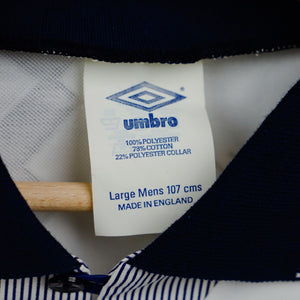 umbro
100% POLYESTER
78% COTTON
22% POLYESTER COLLAR
Large Mens 107 cms
MADE IN ENGLAND